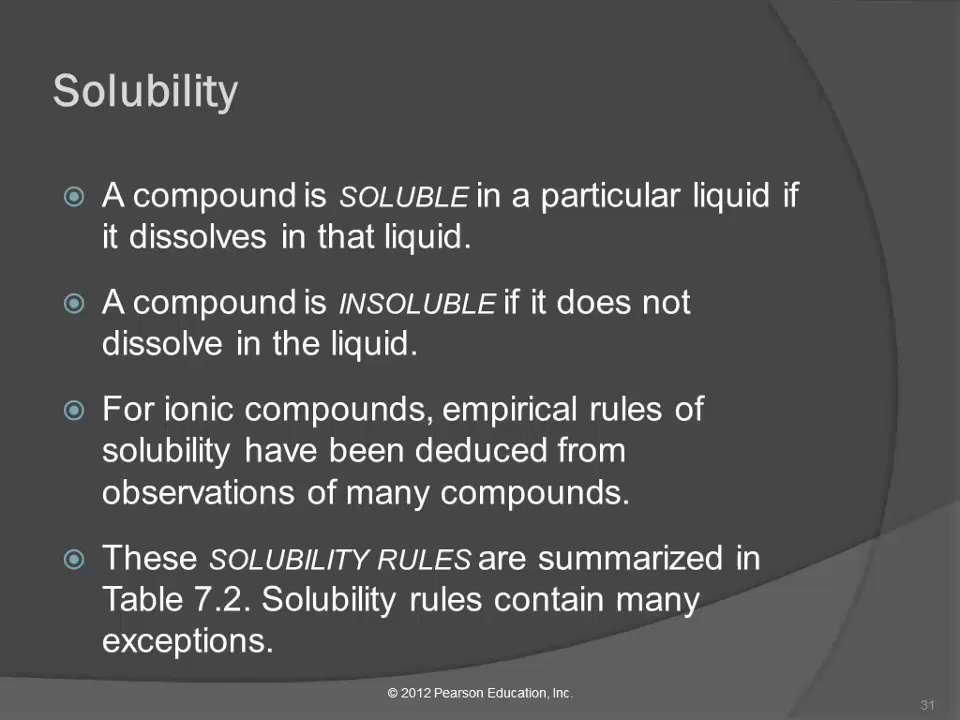 Solubility
A compound is SOLUBLE in a particular liquid if
it dissolves in that liquid.
A compound is INSOLUBLE if it does not
dissolve in the liquid.
For ionic compounds, empirical rules of
solubility have been deduced from
observations of many compounds.
These SOLUBILITY RULES are summarized in
Table 7.2. Solubility rules contain many
exceptions.
© 2012 Pearson Education, Inc.
31